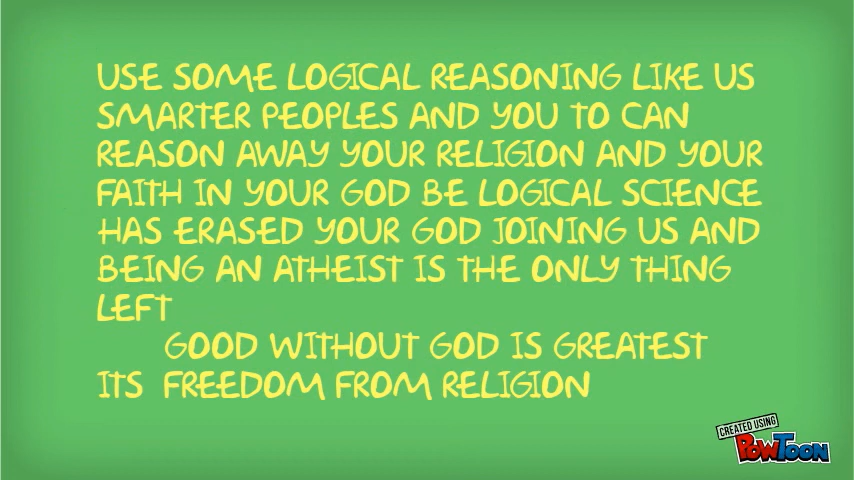 USE SOME LOGICAL REASONING LIKE US
SMARTER PEOPLES AND YOU TO CAN
REASON AWAY YOUR RELIGION AND YOUR
FAITH IN YOUR GOD BE LOGICAL SCIENCE
HAS ERASED YOUR GOD JOINING US AND
BEING AN ATHEIST IS THE ONLY THING
LEFT
GOOD WITHOUT GOD IS GREATEST
ITS FREEDOM FROM RELIGION
CREATED USING
POWTOON